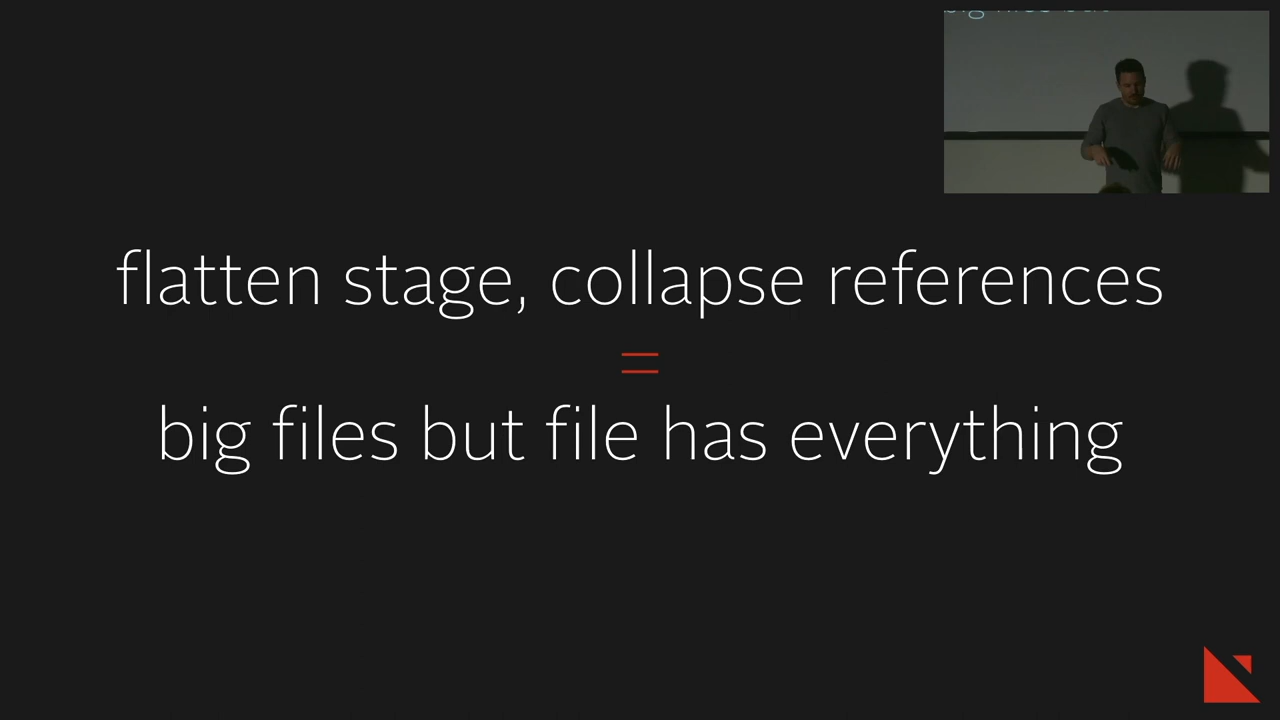 flatten stage, collapse references
=
big files but file has everything